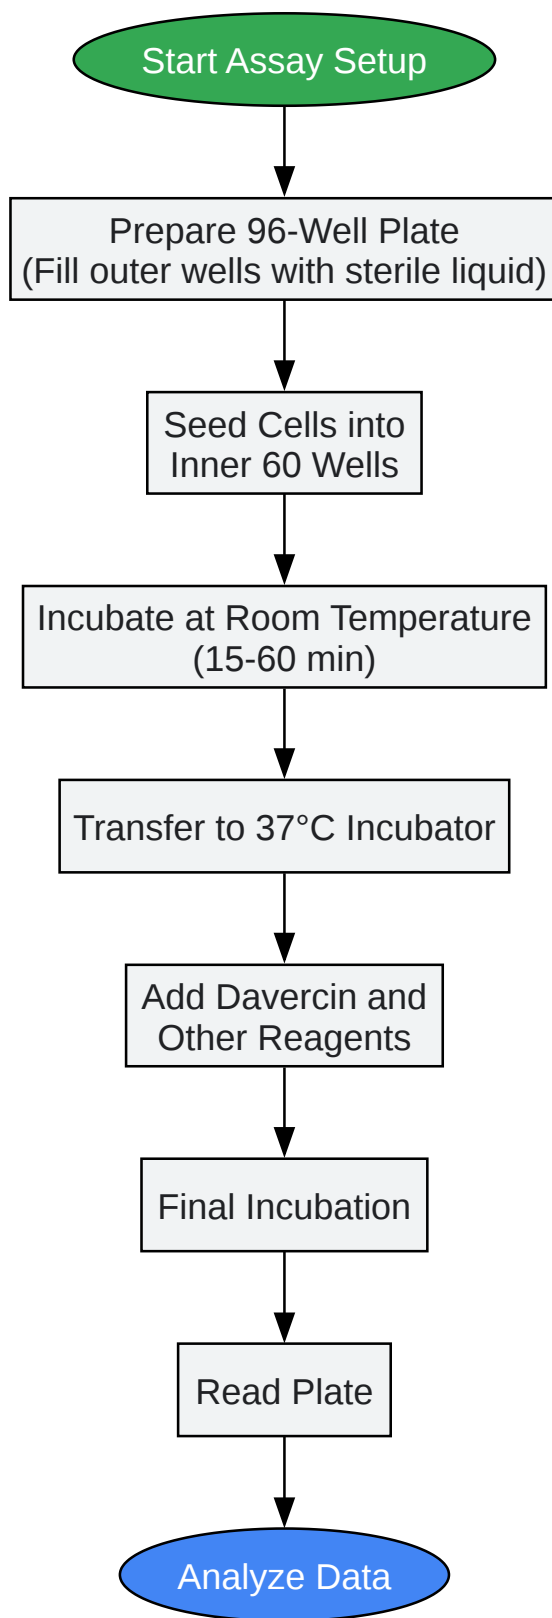 Start Assay Setup
Prepare 96-Well Plate
(Fill outer wells with sterile liquid)
Seed Cells into
Inner 60 Wells
Incubate at Room Temperature
(15-60 min)
Transfer to 37°C Incubator
Add Davercin and
Other Reagents
Final Incubation
Read Plate
Analyze Data